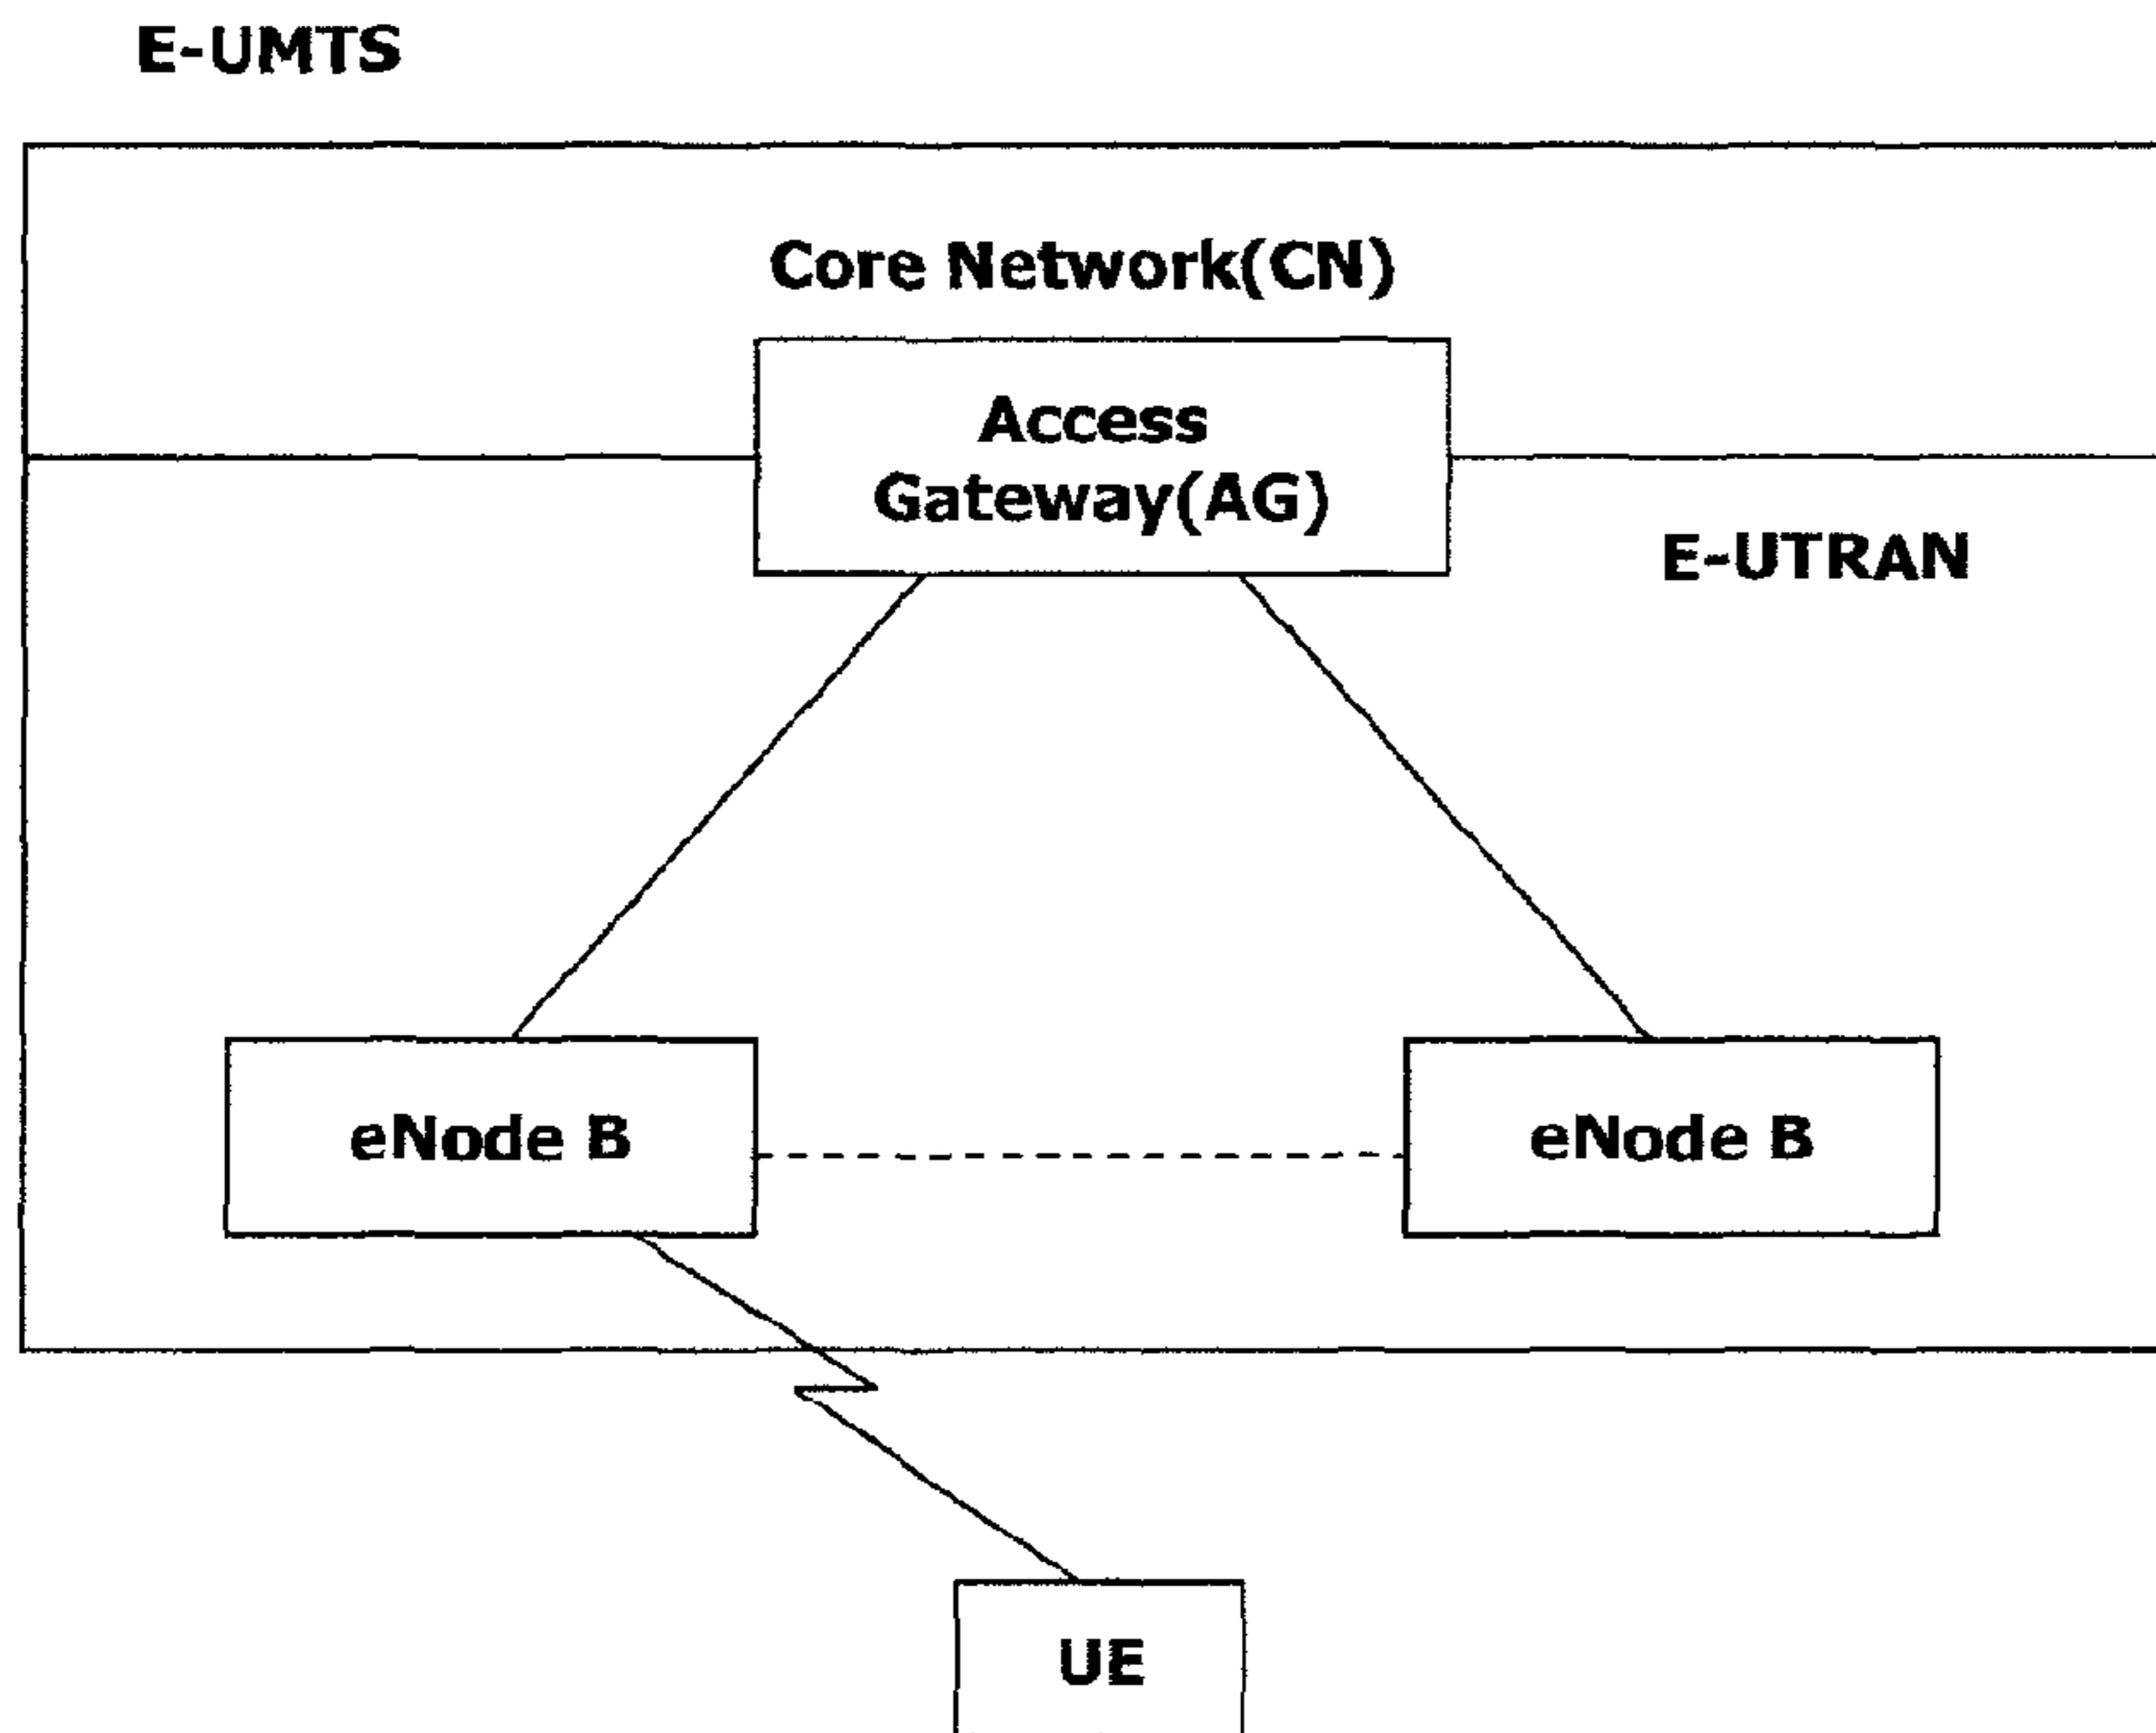 E-UMTS
Core Network(CN)
Access
Gateway(AG)
E-UTRAN
eNode B
eNode B
UE